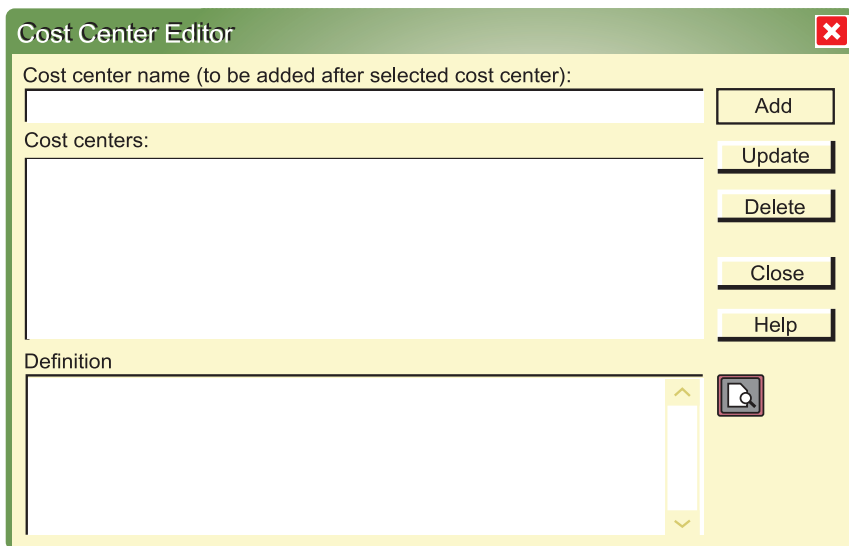 Cost Center Editor
Cost center name (to be added after selected cost center):
Add
Cost centers:
Update
Delete
Close
Help
Definition